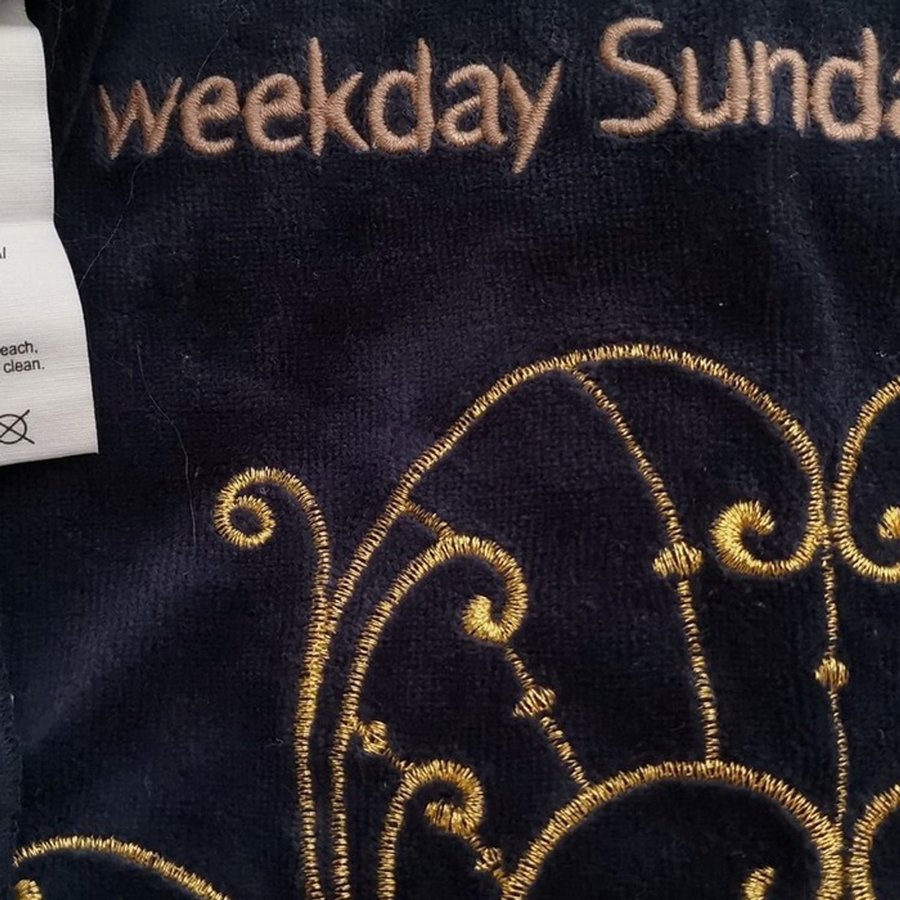 weekday Sunda
each,
clean.